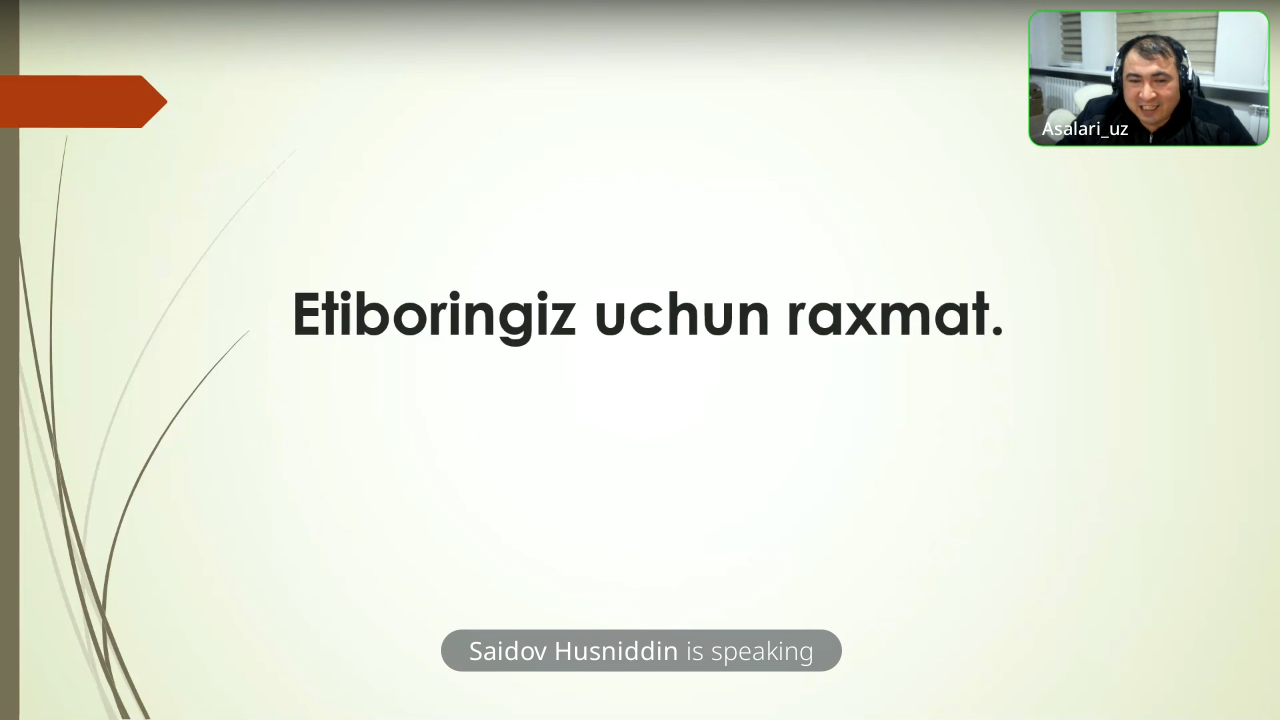 Asalari_uz
Etiboringiz uchun raxmat.
Saidov Husniddin is speaking